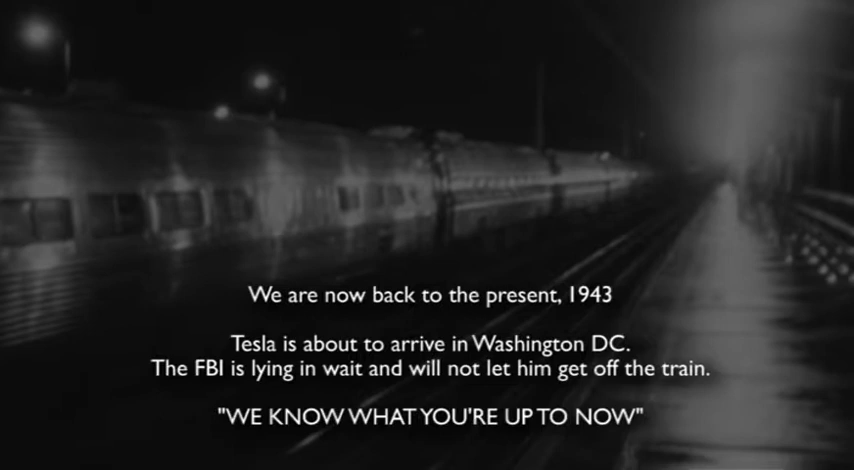 We are now back to the present, 1943
Tesla is about to arrive in Washington DC.
The FBI is lying in wait and will not let him get off the train.
"WE KNOW WHAT YOU'RE UP TO NOW"